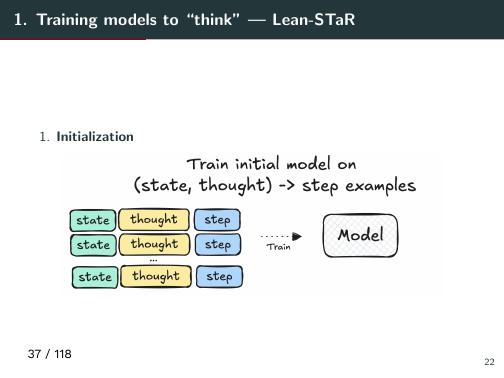 1. Training models to “think” — Lean-STaR
1. Initialization
Train initial model on
(state, thought) -> step examples
state thought step
state thought step
...
state thought step
Train
Model
37 / 118
22